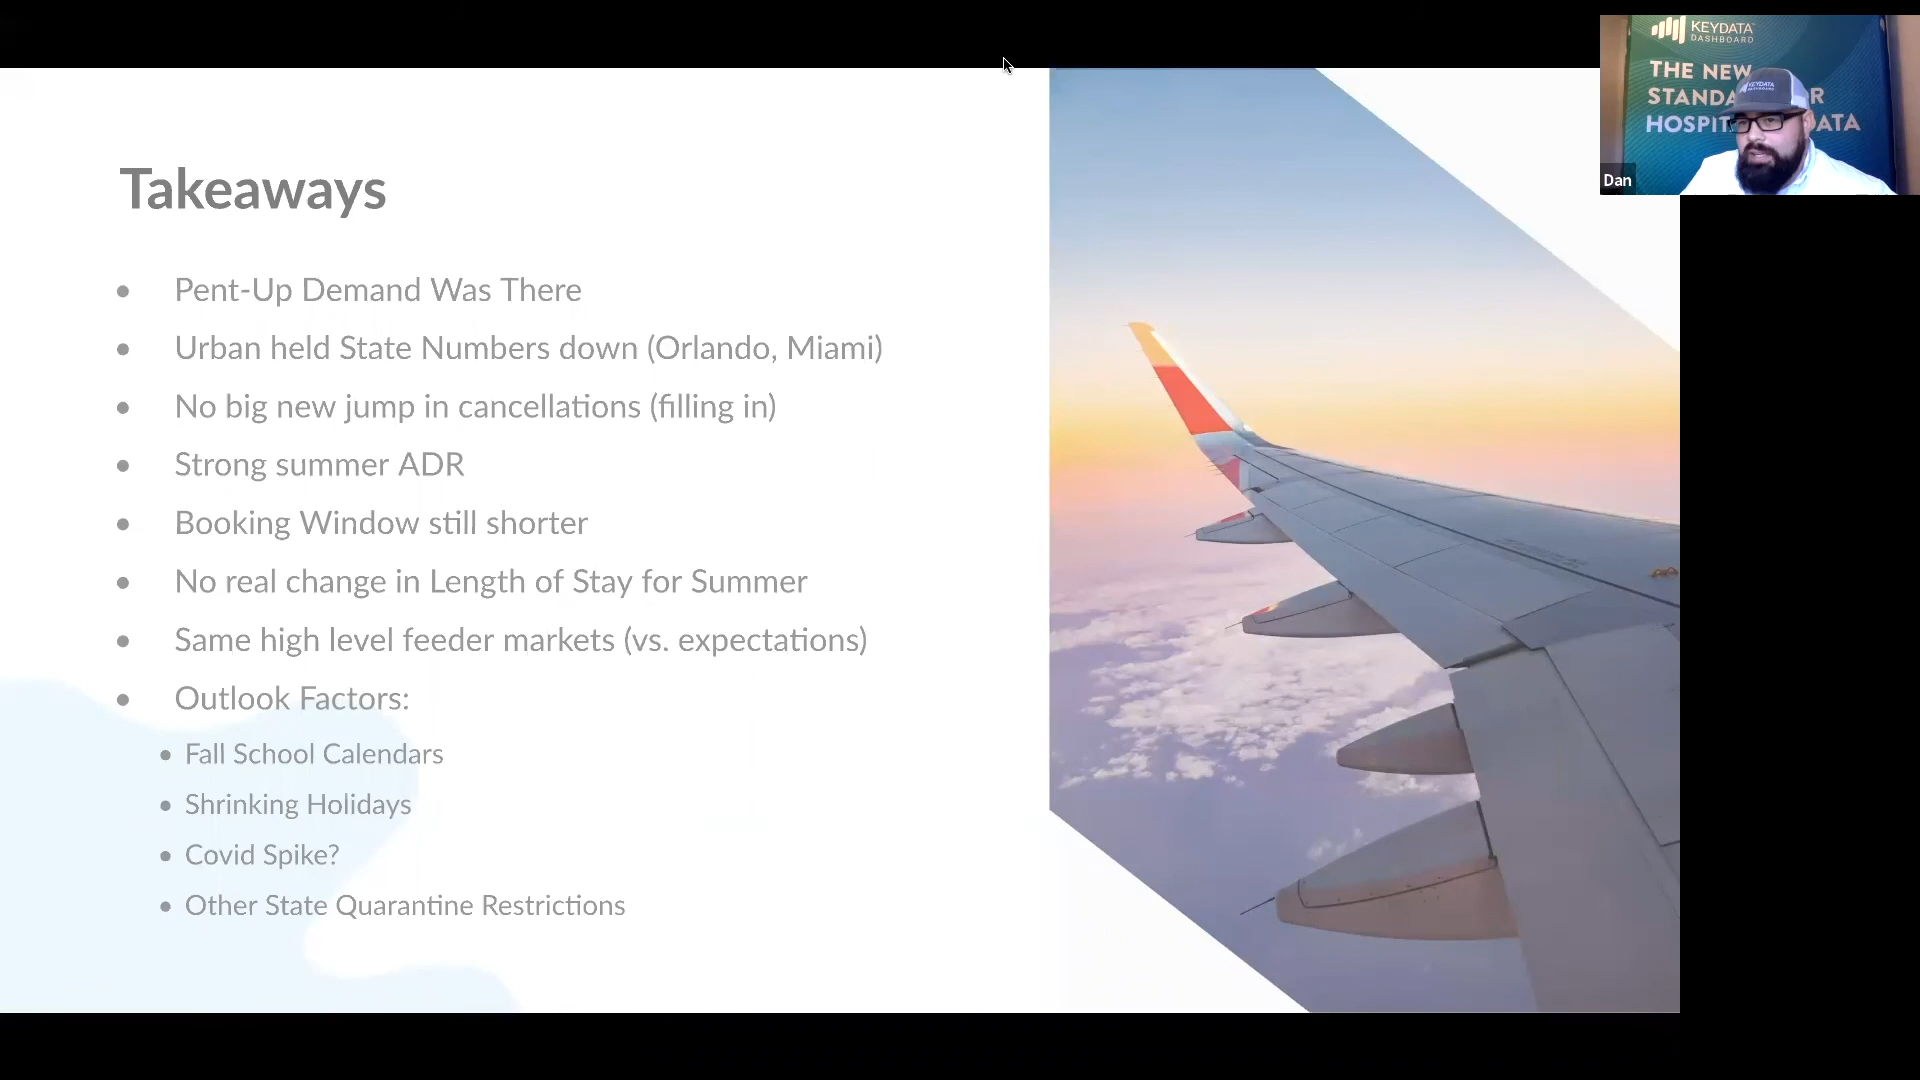 Takeaways
• Pent-Up Demand Was There
• Urban held State Numbers down (Orlando, Miami)
• No big new jump in cancellations (filling in)
• Strong summer ADR
• Booking Window still shorter
• No real change in Length of Stay for Summer
• Same high level feeder markets (vs. expectations)
• Outlook Factors:
• Fall School Calendars
• Shrinking Holidays
• Covid Spike?
• Other State Quarantine Restrictions
KEYDATA
DASHBOARD
THE NEW
KEYDATA
Dan